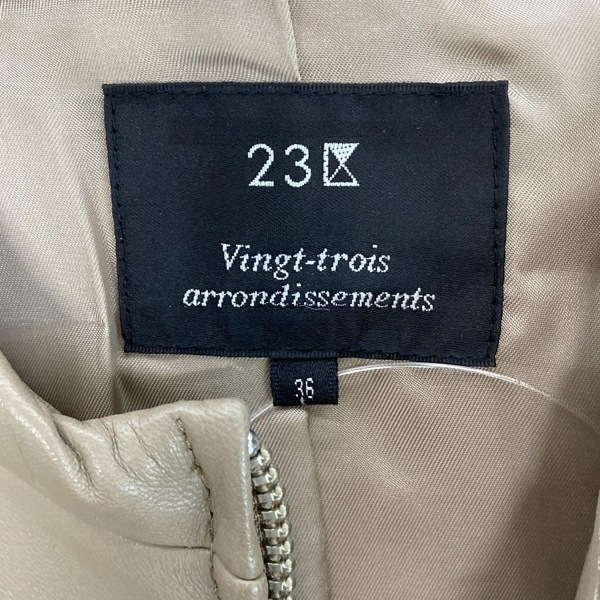 23区
Vingt-trois
arrondissements
36